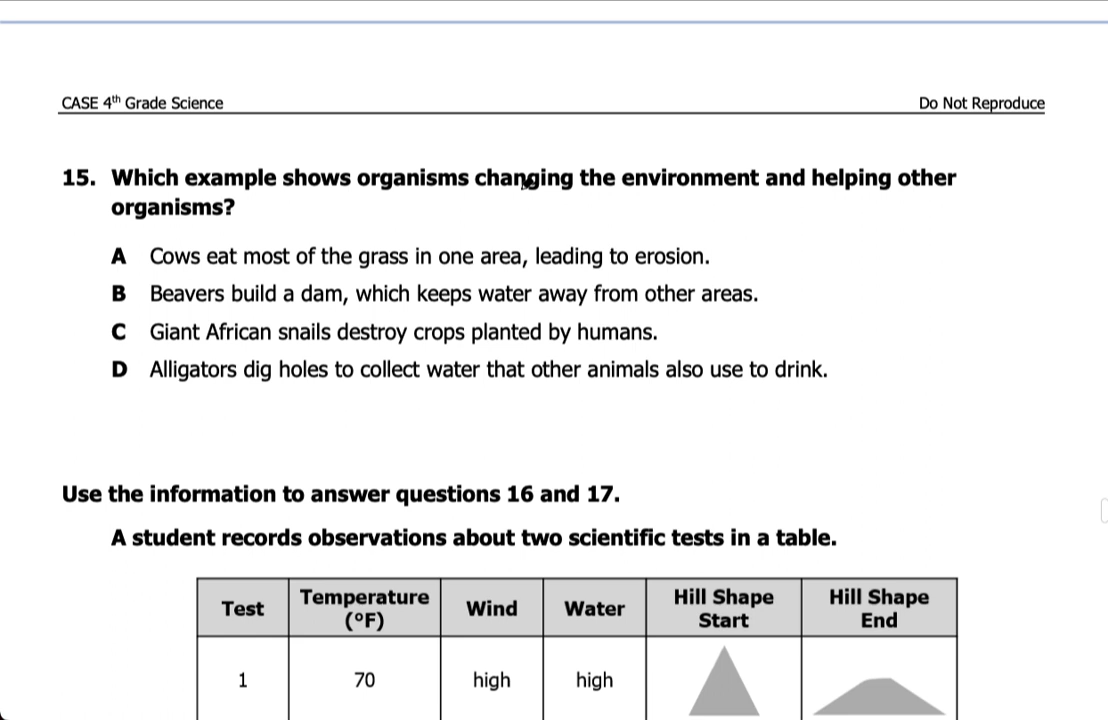 CASE 4th Grade Science Do Not Reproduce
15. Which example shows organisms changing the environment and helping other
organisms?
A Cows eat most of the grass in one area, leading to erosion.
B Beavers build a dam, which keeps water away from other areas.
C Giant African snails destroy crops planted by humans.
D Alligators dig holes to collect water that other animals also use to drink.
Use the information to answer questions 16 and 17.
A student records observations about two scientific tests in a table.
Test Temperature (°F) Wind Water Hill Shape Start Hill Shape End
1 70 high high